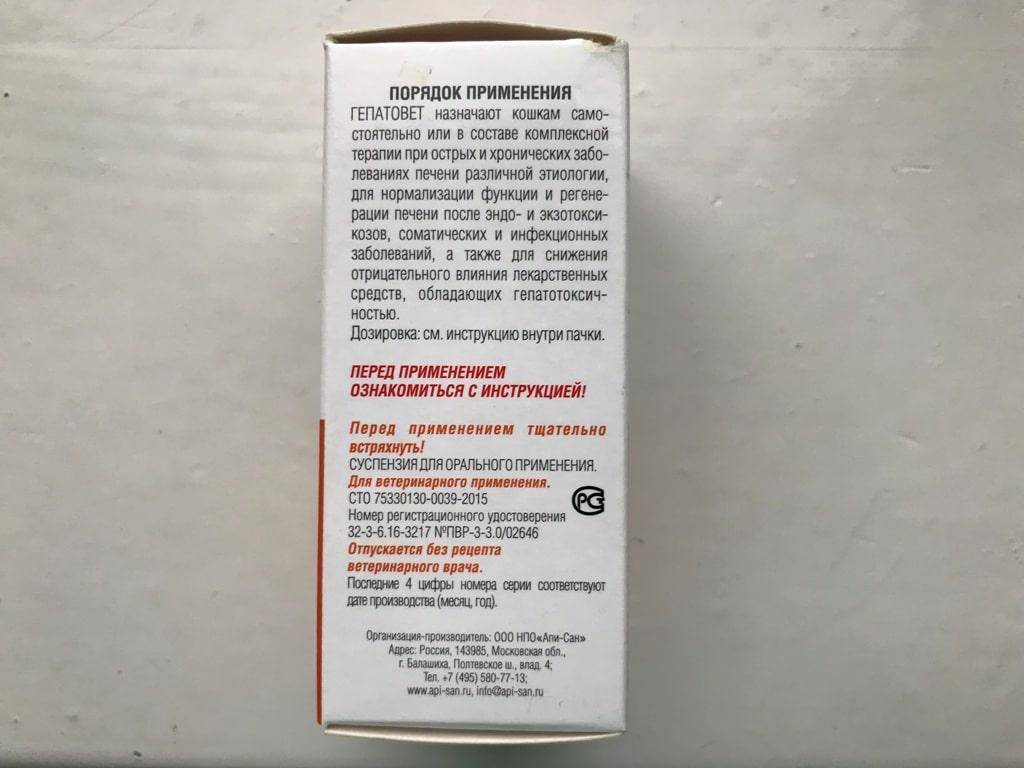 ПОРЯДОК ПРИМЕНЕНИЯ
ГЕПАТОВЕТ назначают кошкам само-
стоятельно или в составе комплексной
терапии при острых и хронических забо-
леваниях печени различной этиологии,
для нормализации функции и регене-
рации печени после эндо- и экзотокси-
козов, соматических и инфекционных
заболеваний, а также для снижения
отрицательного влияния лекарственных
средств, обладающих гепатотоксич-
ностью.
Дозировка: см. инструкцию внутри пачки.
ПЕРЕД ПРИМЕНЕНИЕМ
ОЗНАКОМИТЬСЯ С ИНСТРУКЦИЕЙ!
Перед применением тщательно
встряхнуть!
СУСПЕНЗИЯ ДЛЯ ОРАЛЬНОГО ПРИМЕНЕНИЯ.
Для ветеринарного применения.
СТО 75330130-0039-2015
РСТ
Номер регистрационного удостоверения
32-3-6.16-3217 №ПВР-3-3.0/02646
Отпускается без рецепта
ветеринарного врача.
Последние 4 цифры номера серии соответствуют
дате производства (месяц, год).
Организация-производитель: ООО НПО«Апи-Сан»
Адрес: Россия, 143985, Московская обл.,
г. Балашиха, Полтевское ш., влад. 4;
Тел. +7 (495) 580-77-13;
www.api-san.ru, info@api-san.ru